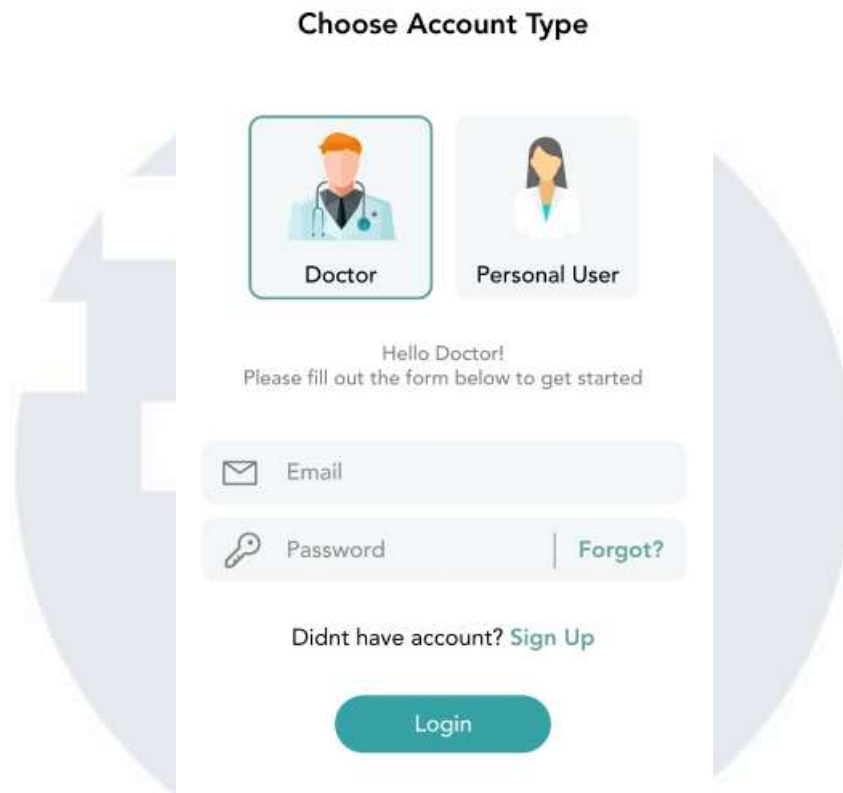 Choose Account Type
Doctor
Personal User
Hello Doctor!
Please fill out the form below to get started
Email
Password
Forgot?
Didnt have account? Sign Up
Login